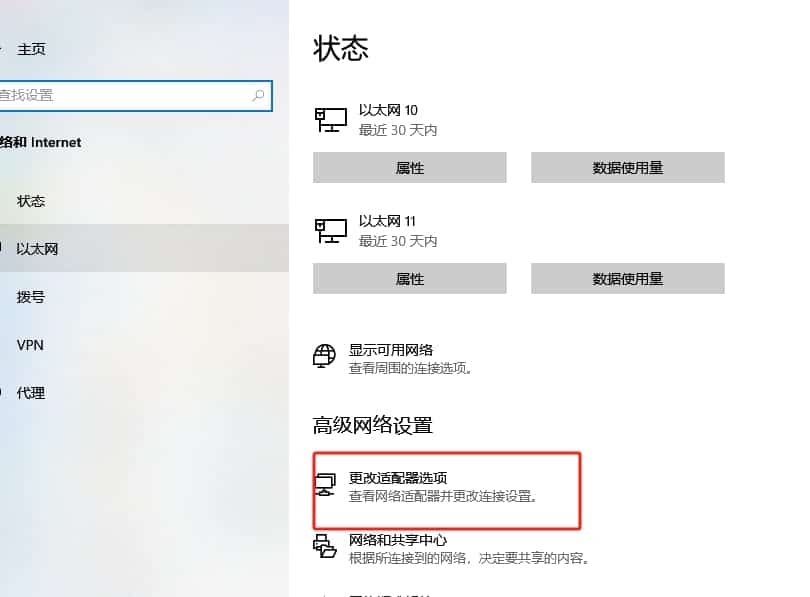 主页
查找设置
络和 Internet
状态
以太网
拨号
VPN
代理
状态
以太网 10
最近 30 天内
属性
数据使用量
以太网 11
最近 30 天内
属性
数据使用量
显示可用网络
查看周围的连接选项。
高级网络设置
更改适配器选项
查看网络适配器并更改连接设置。
网络和共享中心
根据所连接到的网络，决定要共享的内容。